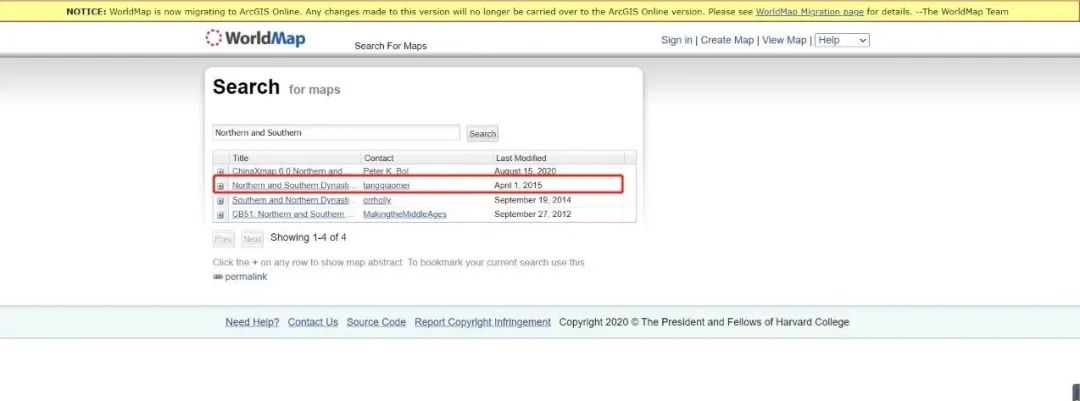 NOTICE: WorldMap is now migrating to ArcGIS Online. Any changes made to this version will no longer be carried over to the ArcGIS Online version. Please see WorldMap Migration page for details. --The WorldMap Team
WorldMap
Search For Maps
Sign in | Create Map | View Map | Help
Search for maps
Northern and Southern
Search
Title Contact Last Modified
ChinaXmap 6.0 Northern and... Peter K. Bol August 15, 2020
Northern and Southern Dynasti... tangqiaomei April 1, 2015
Southern and Northern Dynasti... orrholly September 19, 2014
CB51, Northern and Southern ... MakingtheMiddleAges September 27, 2012
Prev Next Showing 1-4 of 4
Click the + on any row to show map abstract. To bookmark your current search use this
permalink
Need Help? Contact Us Source Code Report Copyright Infringement Copyright 2020 © The President and Fellows of Harvard College